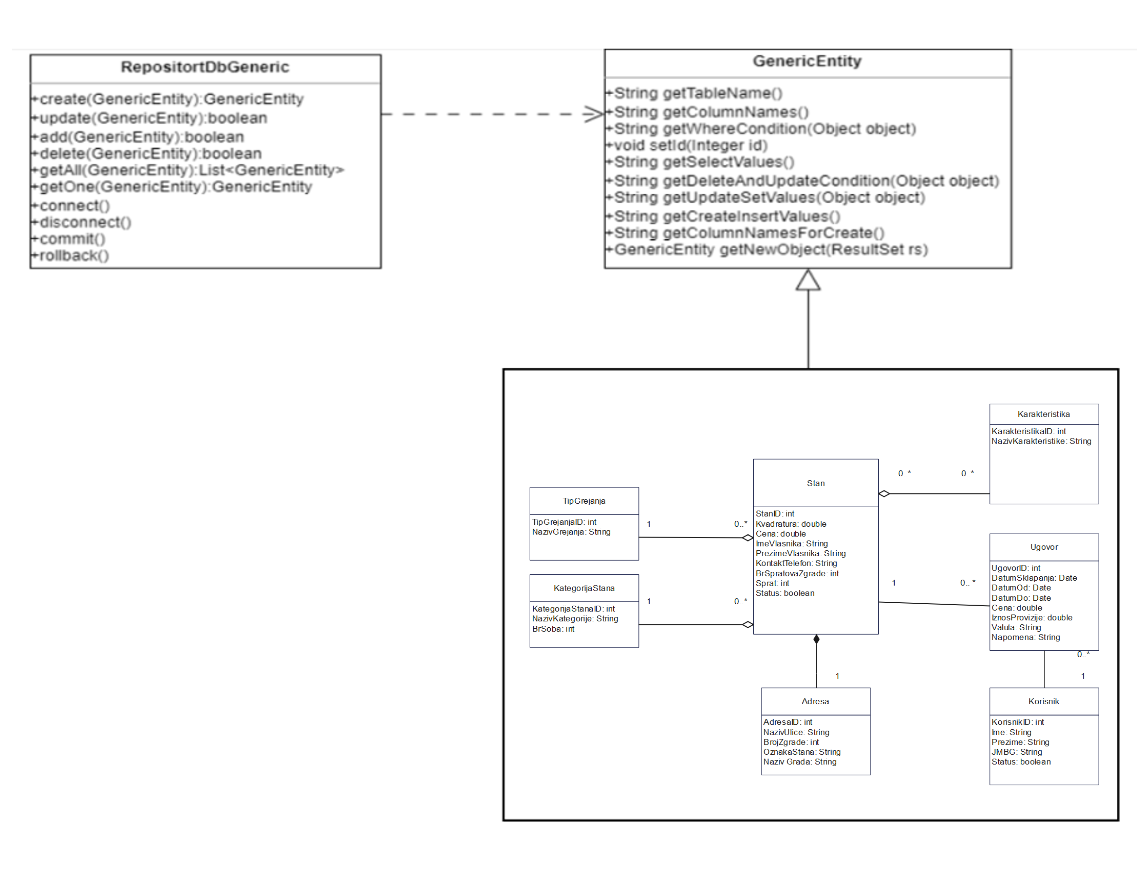 RepositortDbGeneric
+create(GenericEntity):GenericEntity
+update(GenericEntity):boolean
+add(GenericEntity):boolean
+delete(GenericEntity):boolean
+getAll(GenericEntity):List<GenericEntity>
+getOne(GenericEntity):GenericEntity
+connect()
+disconnect()
+commit()
+rollback()
GenericEntity
+String getTableName()
+String getColumnNames()
+String getWhereCondition(Object object)
+void setId(Integer id)
+String getSelectValues()
+String getDeleteAndUpdateCondition(Object object)
+String getUpdateSetValues(Object object)
+String getCreateInsertValues()
+String getColumnNamesForCreate()
+GenericEntity getNewObject(ResultSet rs)
TipGrejanja
TipGrejanjaID: int
NazivGrejanja: String
1
0..*
KategorijaStana
KategorijaStanaID: int
NazivKategorije: String
BrSoba: int
1
0..*
Stan
StanID: int
Kvadratura: double
Cena: double
ImeVlasnika: String
PrezimeVlasnika: String
KontaktTelefon: String
BrSpratovaZgrade: int
Sprat: int
Status: boolean
0..*
0..*
Karakteristika
KarakteristikaID: int
NazivKarakteristike: String
1
0..*
Ugovor
UgovorID: int
DatumSklapanja: Date
DatumOd: Date
DatumDo: Date
Cena: double
IznosProvizije: double
Valuta: String
Napomena: String
0..*
1
1
Adresa
AdresaID: int
NazivUlice: String
BrojZgrade: int
OznakaStana: String
Naziv Grada: String
Korisnik
KorisnikID: int
Ime: String
Prezime: String
JMBG: String
Status: boolean